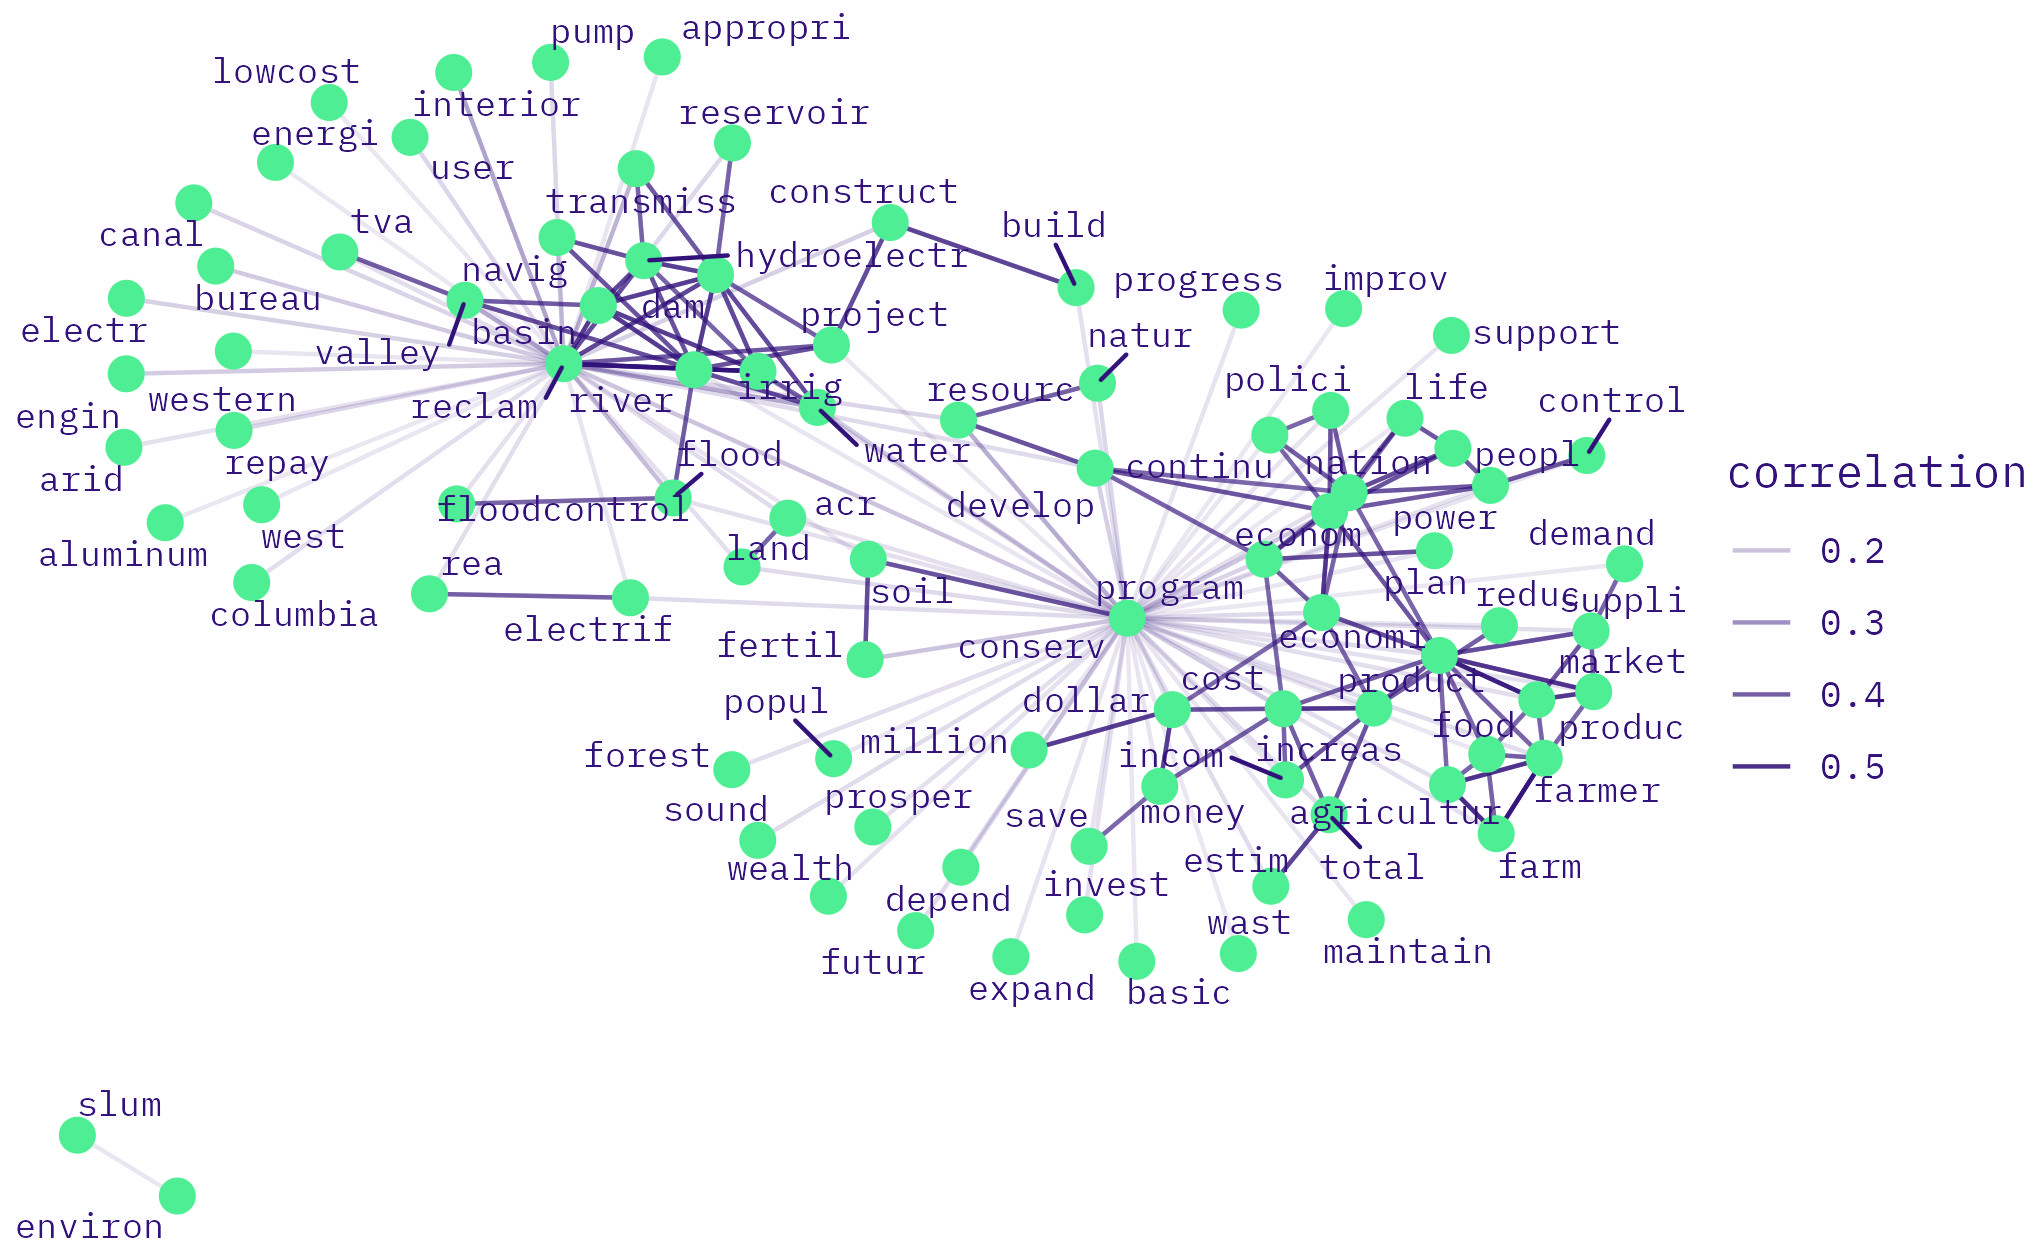 pump
appropri
lowcost
interior
reservoir
energi
user
construct
transmiss
tva
build
canal
hydroelectr
navig
progress
improv
bureau
dam
project
electr
basin
natur
support
valley
resourc
polici
life
western
reclam
river
irrig
control
engin
water
flood
continu
nation
peopl
repay
arid
acr
develop
floodcontrol
power
west
econom
demand
aluminum
land
rea
soil
program
plan
reduc
suppli
columbia
electrif
fertil
conserv
economi
market
cost
product
popul
dollar
food
produc
forest
million
incom
increas
farmer
sound
prosper
save
money
agricultur
wealth
estim
total
farm
depend
invest
wast
futur
maintain
expand
basic
slum
environ
correlation
0.2
0.3
0.4
0.5